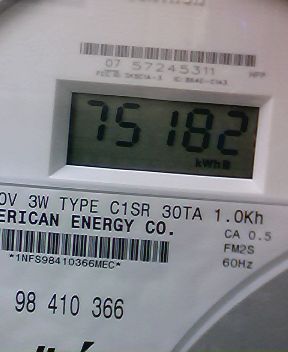 07 57245311
75182
kWh
0V 3W TYPE C1SR 30TA 1.0Kh
ERICAN ENERGY CO.
CA 0.5
FM2S
60Hz
*1NFS98410366MEC*
98 410 366